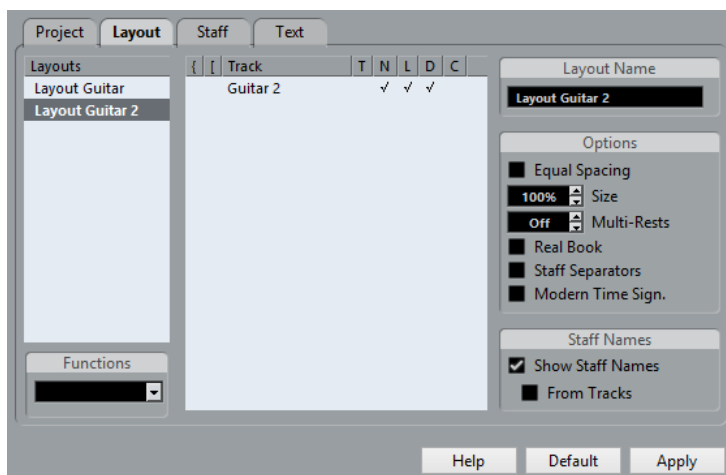 Project Layout Staff Text
Layouts
Layout Guitar
Layout Guitar 2
Functions
{ [ Track T N L D C
Guitar 2 √ √ √
Layout Name
Layout Guitar 2
Options
Equal Spacing
100% Size
Off Multi-Rests
Real Book
Staff Separators
Modern Time Sign.
Staff Names
Show Staff Names
From Tracks
Help Default Apply